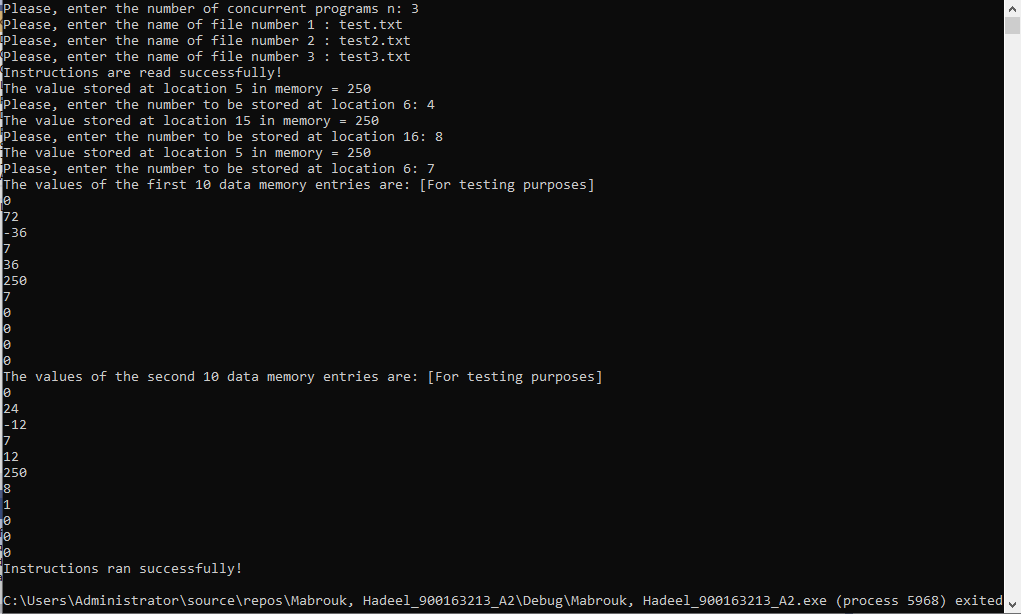 Please, enter the number of concurrent programs n: 3
Please, enter the name of file number 1 : test.txt
Please, enter the name of file number 2 : test2.txt
Please, enter the name of file number 3 : test3.txt
Instructions are read successfully!
The value stored at location 5 in memory = 250
Please, enter the number to be stored at location 6: 4
The value stored at location 15 in memory = 250
Please, enter the number to be stored at location 16: 8
The value stored at location 5 in memory = 250
Please, enter the number to be stored at location 6: 7
The values of the first 10 data memory entries are: [For testing purposes]
0
72
-36
7
36
250
7
0
0
0
0
The values of the second 10 data memory entries are: [For testing purposes]
0
24
-12
7
12
250
8
1
0
0
0
Instructions ran successfully!
C:\Users\Administrator\source\repos\Mabrouk, Hadeel_900163213_A2\Debug\Mabrouk, Hadeel_900163213_A2.exe (process 5968) exited